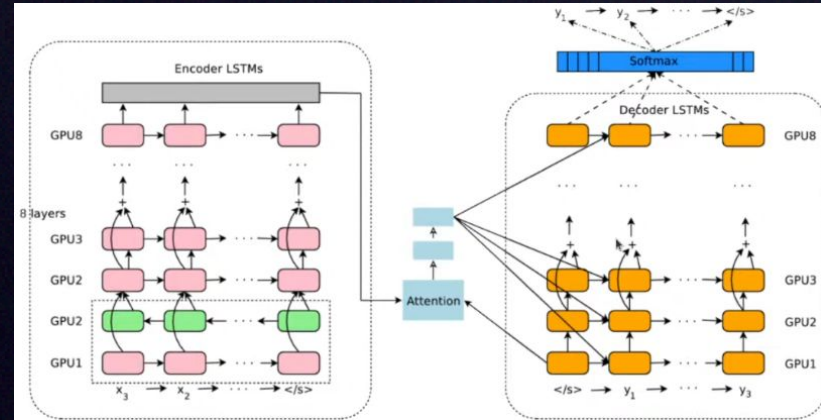 y1 y2 ... </s>
Softmax
Encoder LSTMs
Decoder LSTMs
GPU8
GPU8
8 layers
GPU3
GPU2
GPU2
GPU1
Attention
GPU3
GPU2
GPU1
x3 x2 ... </s>
</s> y1 ... y3